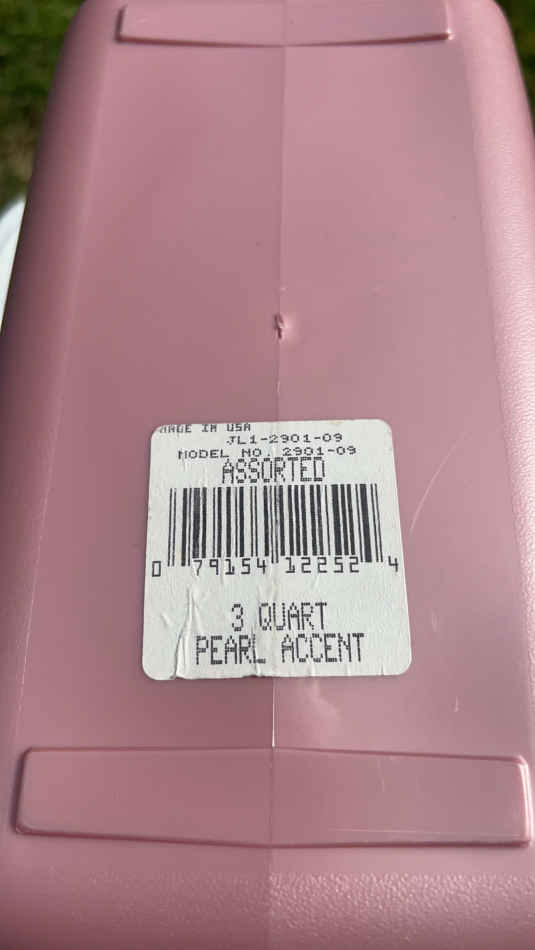 MADE IN USA
JL1-2901-09
MODEL NO. 2901-09
ASSORTED
0 79154 12252 4
3 QUART
PEARL ACCENT